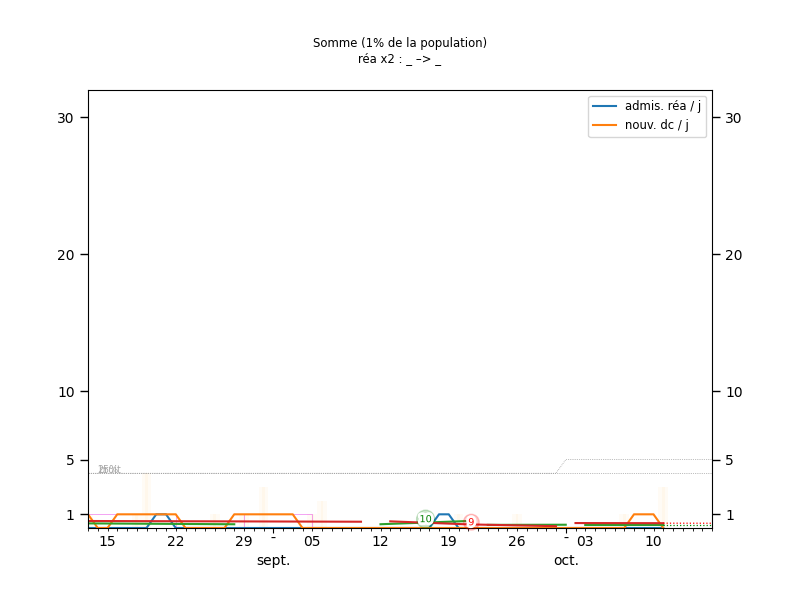 Somme (1% de la population)
réa x2 : _ –> _
admis. réa / j
nouv. dc / j
30 30
20 20
10 10
5 5
1 1
10 9
15 22 29 - 05 12 19 26 - 03 10
sept. oct.